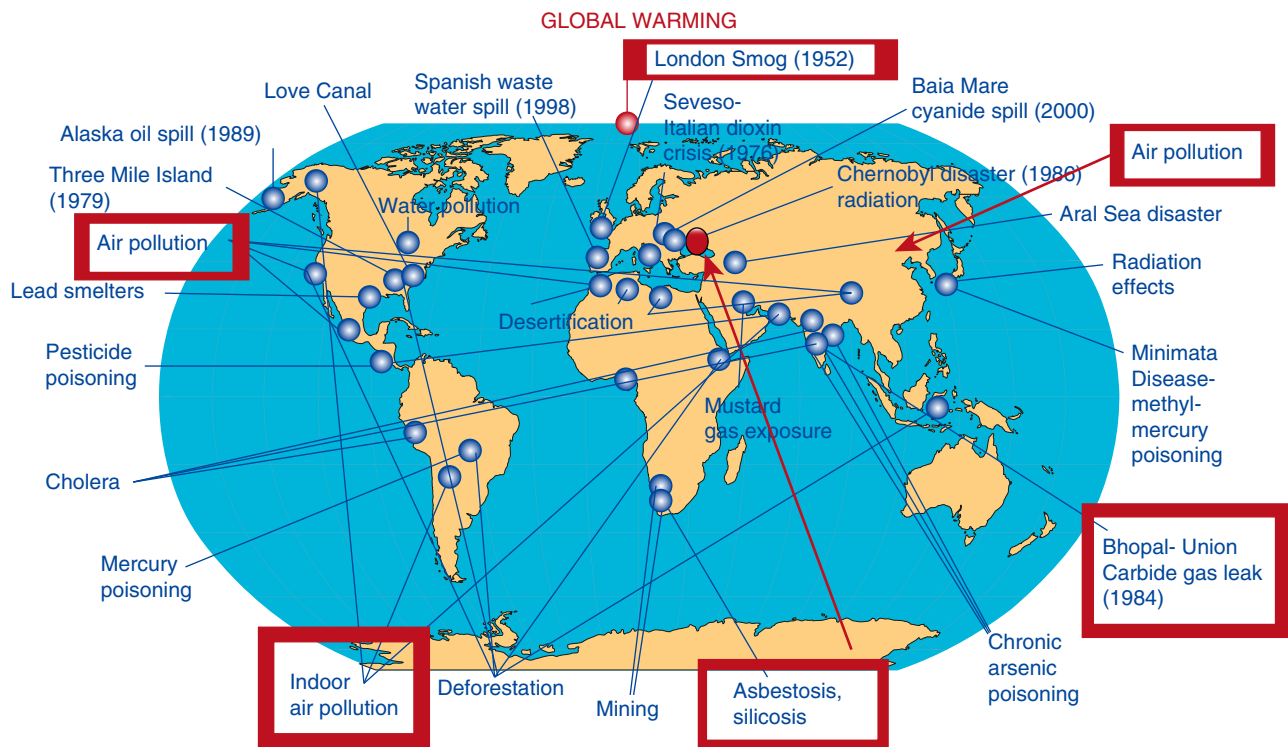 GLOBAL WARMING
London Smog (1952)
Love Canal
Spanish waste
water spill (1998)
Seveso-
Italian dioxin
crisis (1976)
Baia Mare
cyanide spill (2000)
Alaska oil spill (1989)
Air pollution
Three Mile Island
(1979)
Chernobyl disaster (1986)
radiation
Water pollution
Aral Sea disaster
Air pollution
Radiation
effects
Lead smelters
Desertification
Pesticide
poisoning
Minimata
Disease-
methyl-
mercury
poisoning
Mustard
gas exposure
Cholera
Mercury
poisoning
Bhopal- Union
Carbide gas leak
(1984)
Chronic
arsenic
poisoning
Indoor
air pollution
Deforestation
Mining
Asbestosis,
silicosis